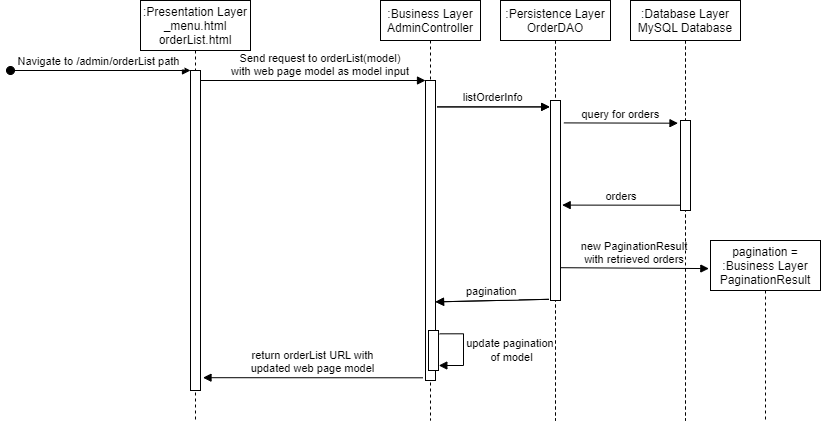 :Presentation Layer
_menu.html
orderList.html
:Business Layer
AdminController
:Persistence Layer
OrderDAO
:Database Layer
MySQL Database
Navigate to /admin/orderList path
Send request to orderList(model)
with web page model as model input
listOrderInfo
query for orders
orders
new PaginationResult
with retrieved orders
pagination =
:Business Layer
PaginationResult
pagination
update pagination
of model
return orderList URL with
updated web page model